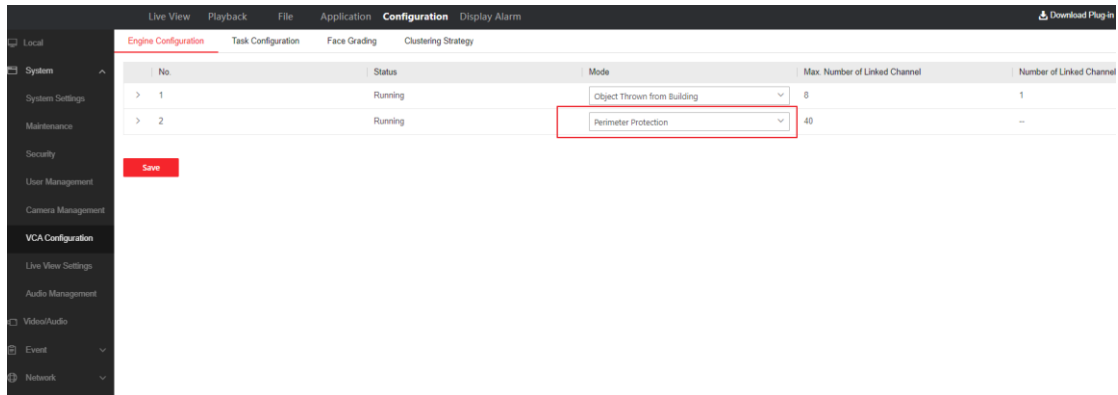 Live View Playback File Application Configuration Display Alarm Download Plug-in
Local
Engine Configuration Task Configuration Face Grading Clustering Strategy
System
No. Status Mode Max. Number of Linked Channel Number of Linked Channel
System Settings
1 Running Object Thrown from Building 8 1
Maintenance
2 Running Perimeter Protection 40 --
Security
Save
User Management
Camera Management
VCA Configuration
Live View Settings
Audio Management
Video/Audio
Event
Network